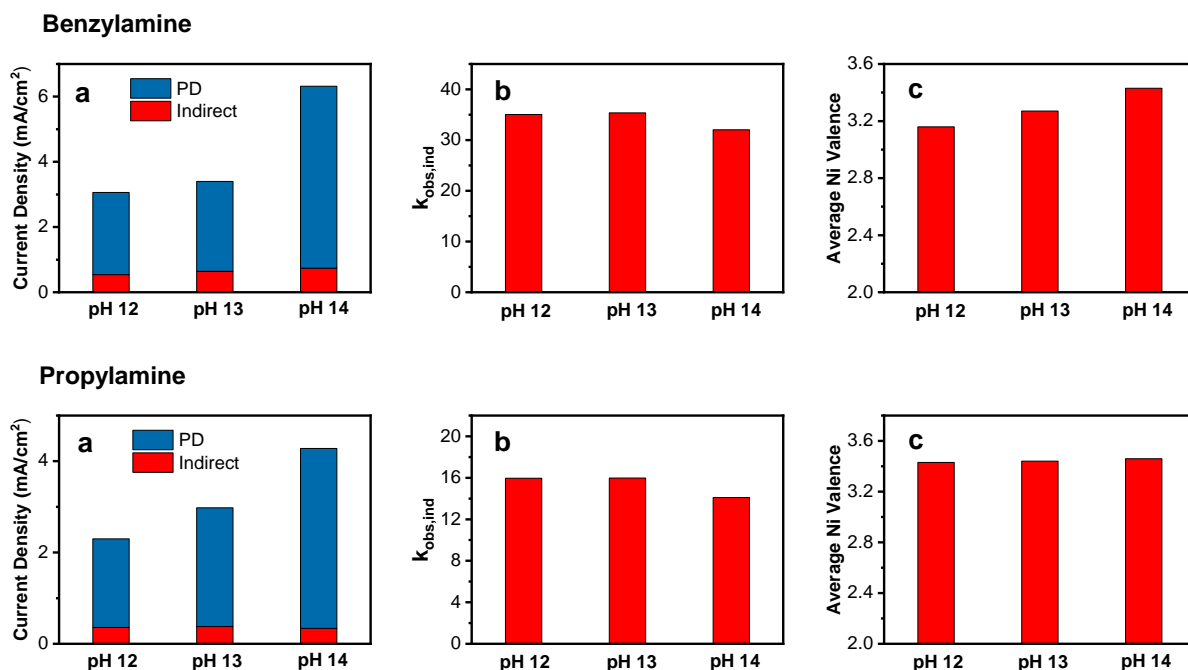 Benzylamine
a
PD
Indirect
Current Density (mA/cm²)
6
4
2
0
pH 12
pH 13
pH 14
b
k_obs,ind
40
30
20
10
0
pH 12
pH 13
pH 14
c
Average Ni Valence
3.6
3.2
2.8
2.4
2.0
pH 12
pH 13
pH 14
Propylamine
a
PD
Indirect
Current Density (mA/cm²)
4
2
0
pH 12
pH 13
pH 14
b
k_obs,ind
20
16
12
8
4
0
pH 12
pH 13
pH 14
c
Average Ni Valence
3.6
3.2
2.8
2.4
2.0
pH 12
pH 13
pH 14